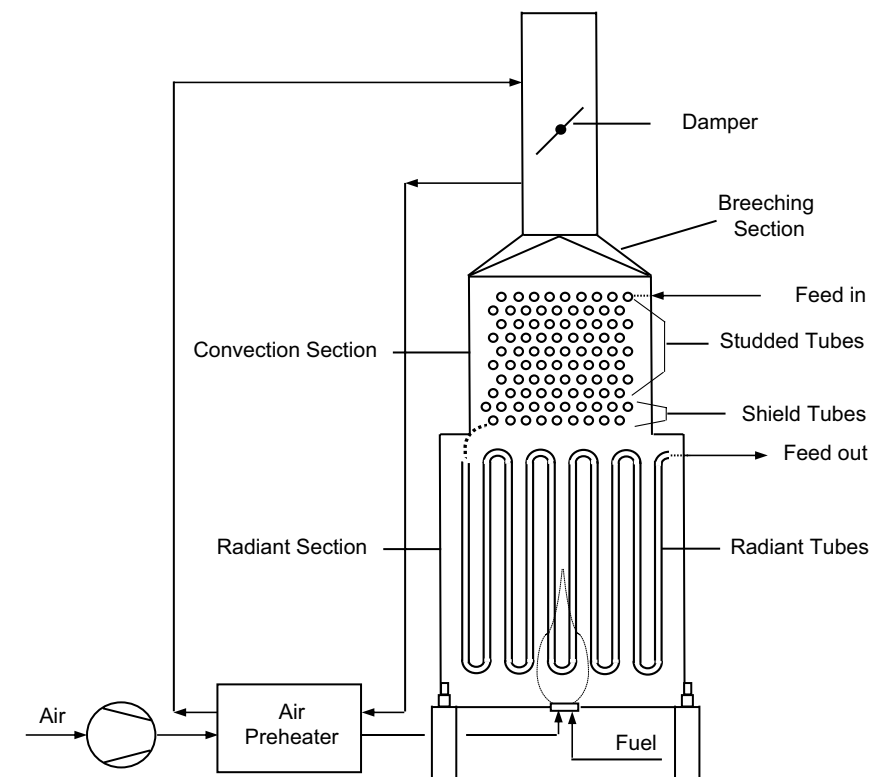 Damper
Breeching
Section
Feed in
Convection Section
Studded Tubes
Shield Tubes
Feed out
Radiant Section
Radiant Tubes
Air
Air
Preheater
Fuel